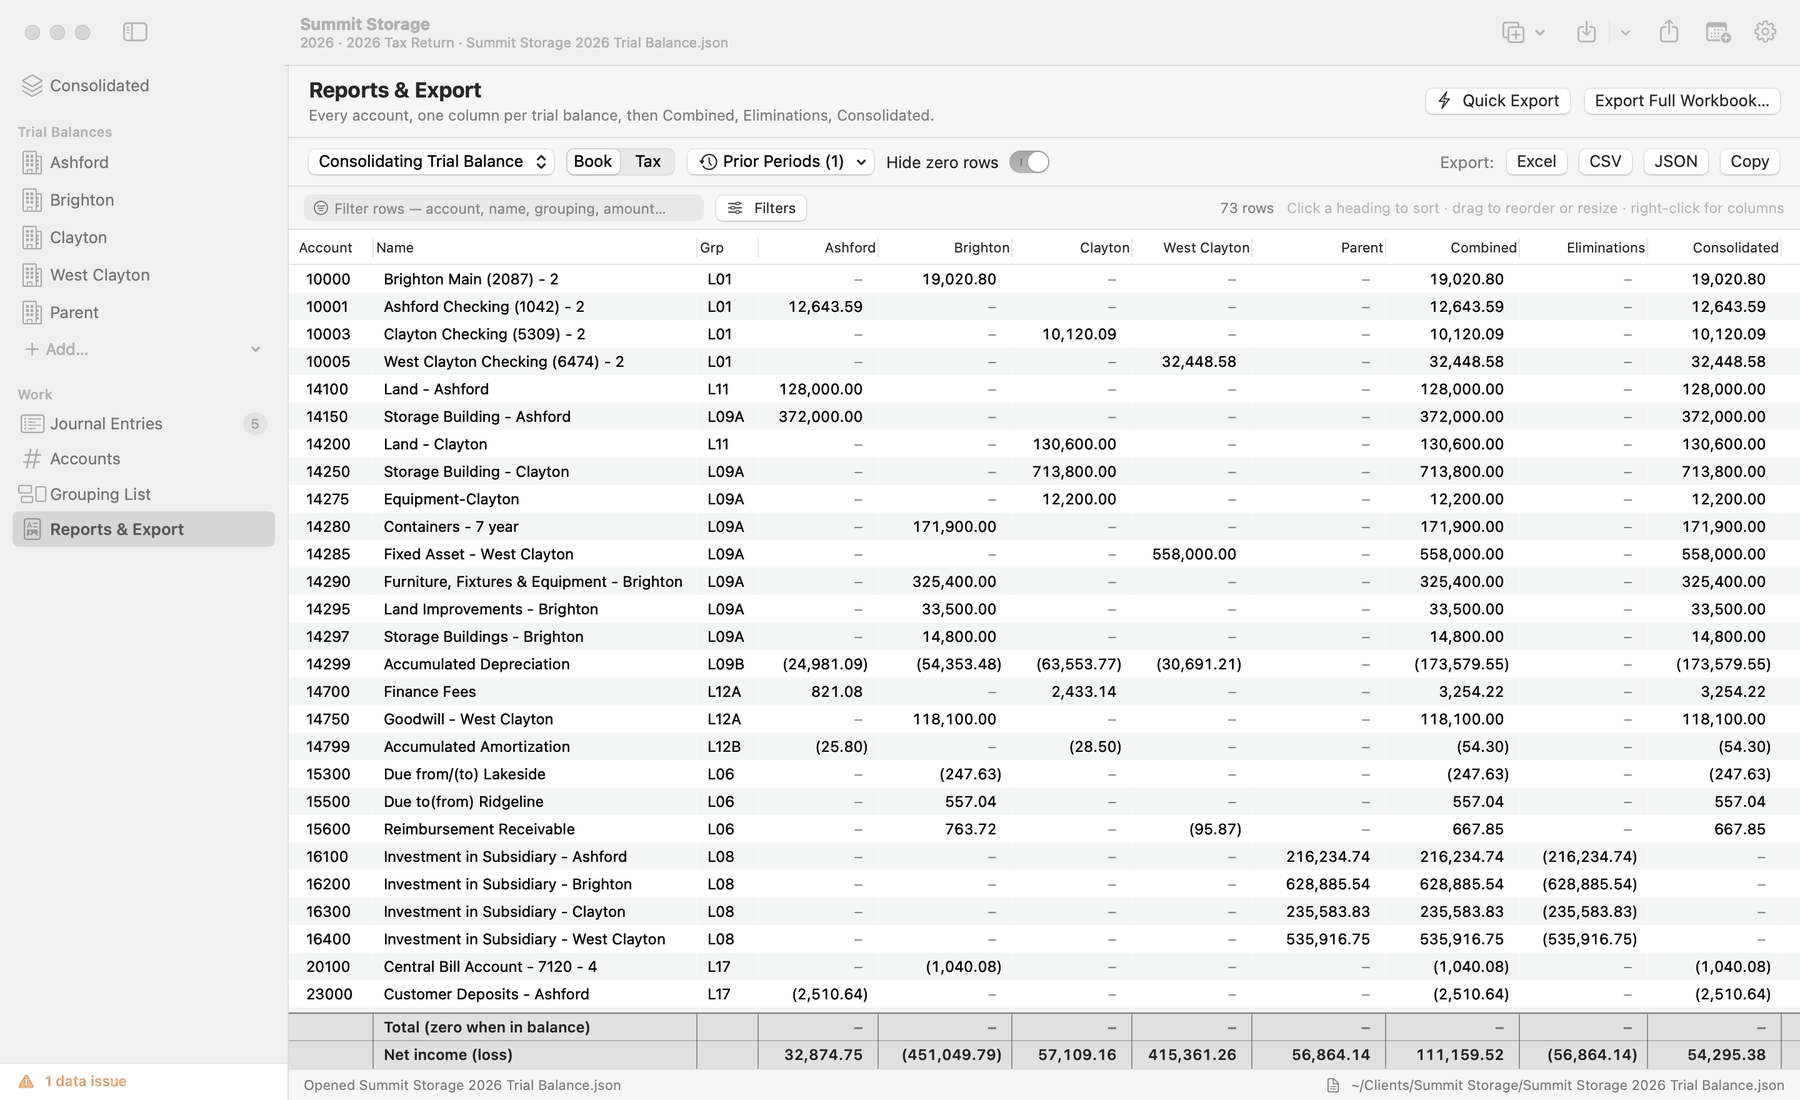 Summit Storage
2026 · 2026 Tax Return · Summit Storage 2026 Trial Balance.json
Consolidated
Trial Balances
Ashford
Brighton
Clayton
West Clayton
Parent
+ Add...
Work
Journal Entries 5
Accounts
Grouping List
Reports & Export
1 data issue
Reports & Export
Every account, one column per trial balance, then Combined, Eliminations, Consolidated.
Quick Export Export Full Workbook...
Consolidating Trial Balance Book Tax Prior Periods (1) Hide zero rows Export: Excel CSV JSON Copy
Filter rows — account, name, grouping, amount... Filters 73 rows Click a heading to sort · drag to reorder or resize · right-click for columns
Account Name Grp Ashford Brighton Clayton West Clayton Parent Combined Eliminations Consolidated
10000 Brighton Main (2087) - 2 L01 – 19,020.80 – – – 19,020.80 – 19,020.80
10001 Ashford Checking (1042) - 2 L01 12,643.59 – – – – 12,643.59 – 12,643.59
10003 Clayton Checking (5309) - 2 L01 – – 10,120.09 – – 10,120.09 – 10,120.09
10005 West Clayton Checking (6474) - 2 L01 – – – 32,448.58 – 32,448.58 – 32,448.58
14100 Land - Ashford L11 128,000.00 – – – – 128,000.00 – 128,000.00
14150 Storage Building - Ashford L09A 372,000.00 – – – – 372,000.00 – 372,000.00
14200 Land - Clayton L11 – – 130,600.00 – – 130,600.00 – 130,600.00
14250 Storage Building - Clayton L09A – – 713,800.00 – – 713,800.00 – 713,800.00
14275 Equipment-Clayton L09A – – 12,200.00 – – 12,200.00 – 12,200.00
14280 Containers - 7 year L09A – 171,900.00 – – – 171,900.00 – 171,900.00
14285 Fixed Asset - West Clayton L09A – – – 558,000.00 – 558,000.00 – 558,000.00
14290 Furniture, Fixtures & Equipment - Brighton L09A – 325,400.00 – – – 325,400.00 – 325,400.00
14295 Land Improvements - Brighton L09A – 33,500.00 – – – 33,500.00 – 33,500.00
14297 Storage Buildings - Brighton L09A – 14,800.00 – – – 14,800.00 – 14,800.00
14299 Accumulated Depreciation L09B (24,981.09) (54,353.48) (63,553.77) (30,691.21) – (173,579.55) – (173,579.55)
14700 Finance Fees L12A 821.08 – 2,433.14 – – 3,254.22 – 3,254.22
14750 Goodwill - West Clayton L12A – 118,100.00 – – – 118,100.00 – 118,100.00
14799 Accumulated Amortization L12B (25.80) – (28.50) – – (54.30) – (54.30)
15300 Due from/(to) Lakeside L06 – (247.63) – – – (247.63) – (247.63)
15500 Due to(from) Ridgeline L06 – 557.04 – – – 557.04 – 557.04
15600 Reimbursement Receivable L06 – 763.72 – (95.87) – 667.85 – 667.85
16100 Investment in Subsidiary - Ashford L08 – – – – 216,234.74 216,234.74 (216,234.74) –
16200 Investment in Subsidiary - Brighton L08 – – – – 628,885.54 628,885.54 (628,885.54) –
16300 Investment in Subsidiary - Clayton L08 – – – – 235,583.83 235,583.83 (235,583.83) –
16400 Investment in Subsidiary - West Clayton L08 – – – – 535,916.75 535,916.75 (535,916.75) –
20100 Central Bill Account - 7120 - 4 L17 – (1,040.08) – – – (1,040.08) – (1,040.08)
23000 Customer Deposits - Ashford L17 (2,510.64) – – – – (2,510.64) – (2,510.64)
Total (zero when in balance) – – – – – – – –
Net income (loss) 32,874.75 (451,049.79) 57,109.16 415,361.26 56,864.14 111,159.52 (56,864.14) 54,295.38
Opened Summit Storage 2026 Trial Balance.json ~/Clients/Summit Storage/Summit Storage 2026 Trial Balance.json